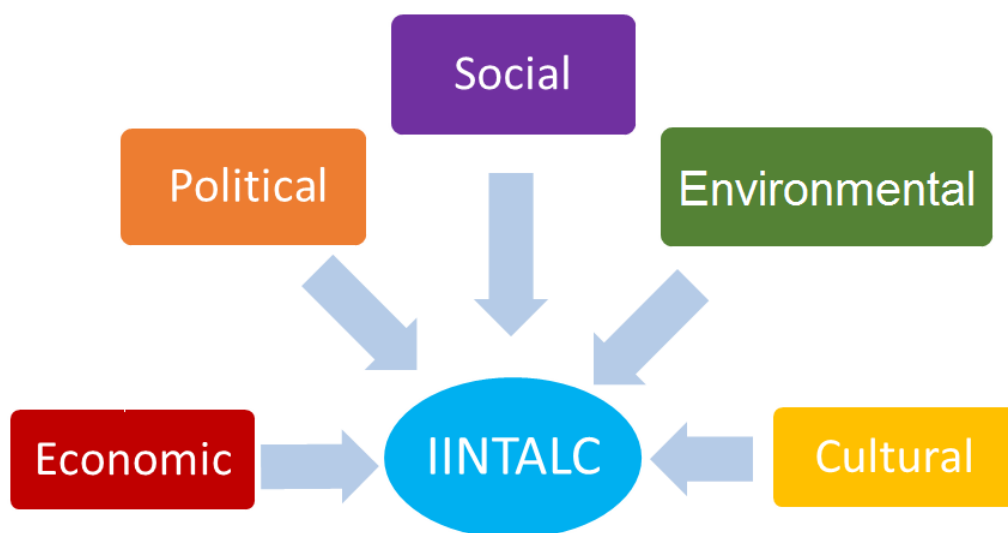 Social
Political
Environmental
Economic
IINTALC
Cultural